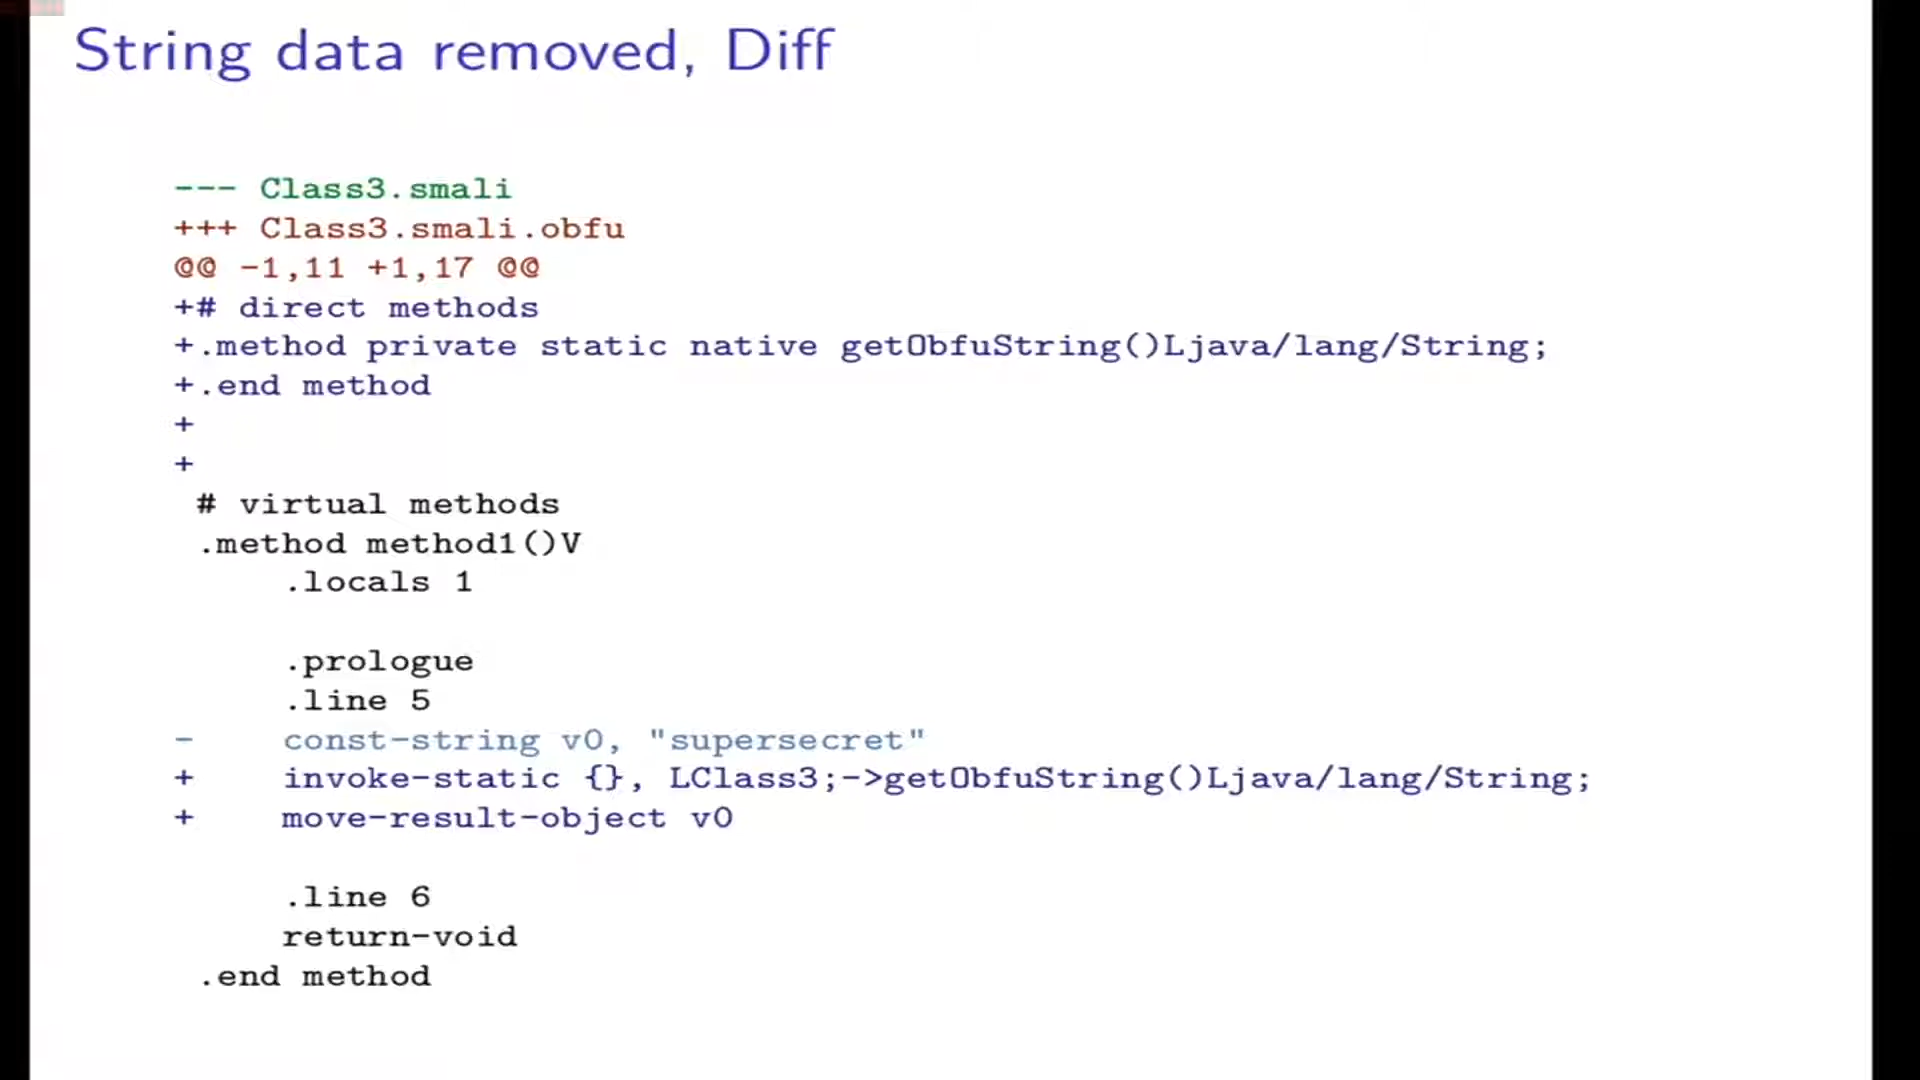 String data removed, Diff
--- Class3.smali
+++ Class3.smali.obfu
@@ -1,11 +1,17 @@
+# direct methods
+.method private static native getObfuString()Ljava/lang/String;
+.end method
+
+
# virtual methods
.method method1()V
.locals 1
.prologue
.line 5
- const-string v0, "supersecret"
+ invoke-static {}, LClass3;->getObfuString()Ljava/lang/String;
+ move-result-object v0
.line 6
return-void
.end method